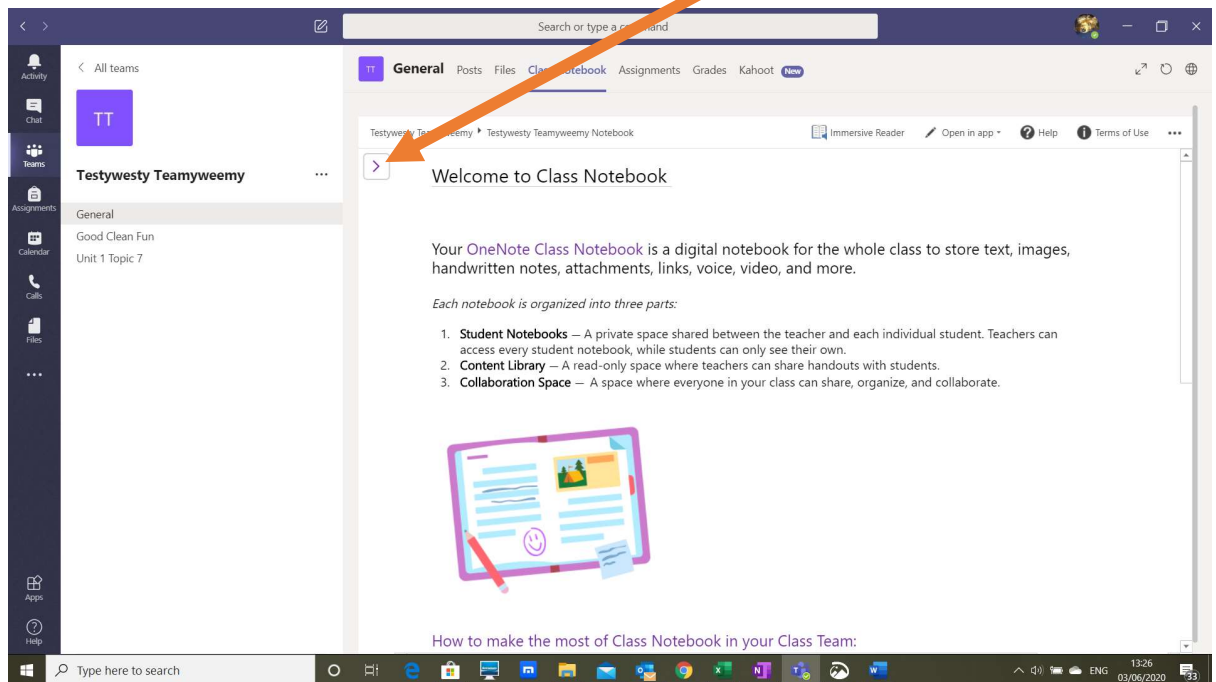 Search or type a command
Activity
Chat
Teams
Assignments
Calendar
Calls
Files
Apps
Help
All teams
TT
Testywesty Teamyweemy
General
Good Clean Fun
Unit 1 Topic 7
TT General Posts Files Class Notebook Assignments Grades Kahoot New
Testywesty Teamyweemy Testywesty Teamyweemy Notebook Immersive Reader Open in app Help Terms of Use
Welcome to Class Notebook
Your OneNote Class Notebook is a digital notebook for the whole class to store text, images,
handwritten notes, attachments, links, voice, video, and more.
Each notebook is organized into three parts:
1. Student Notebooks — A private space shared between the teacher and each individual student. Teachers can
access every student notebook, while students can only see their own.
2. Content Library — A read-only space where teachers can share handouts with students.
3. Collaboration Space — A space where everyone in your class can share, organize, and collaborate.
How to make the most of Class Notebook in your Class Team:
Type here to search
ENG
13:26
03/06/2020
33